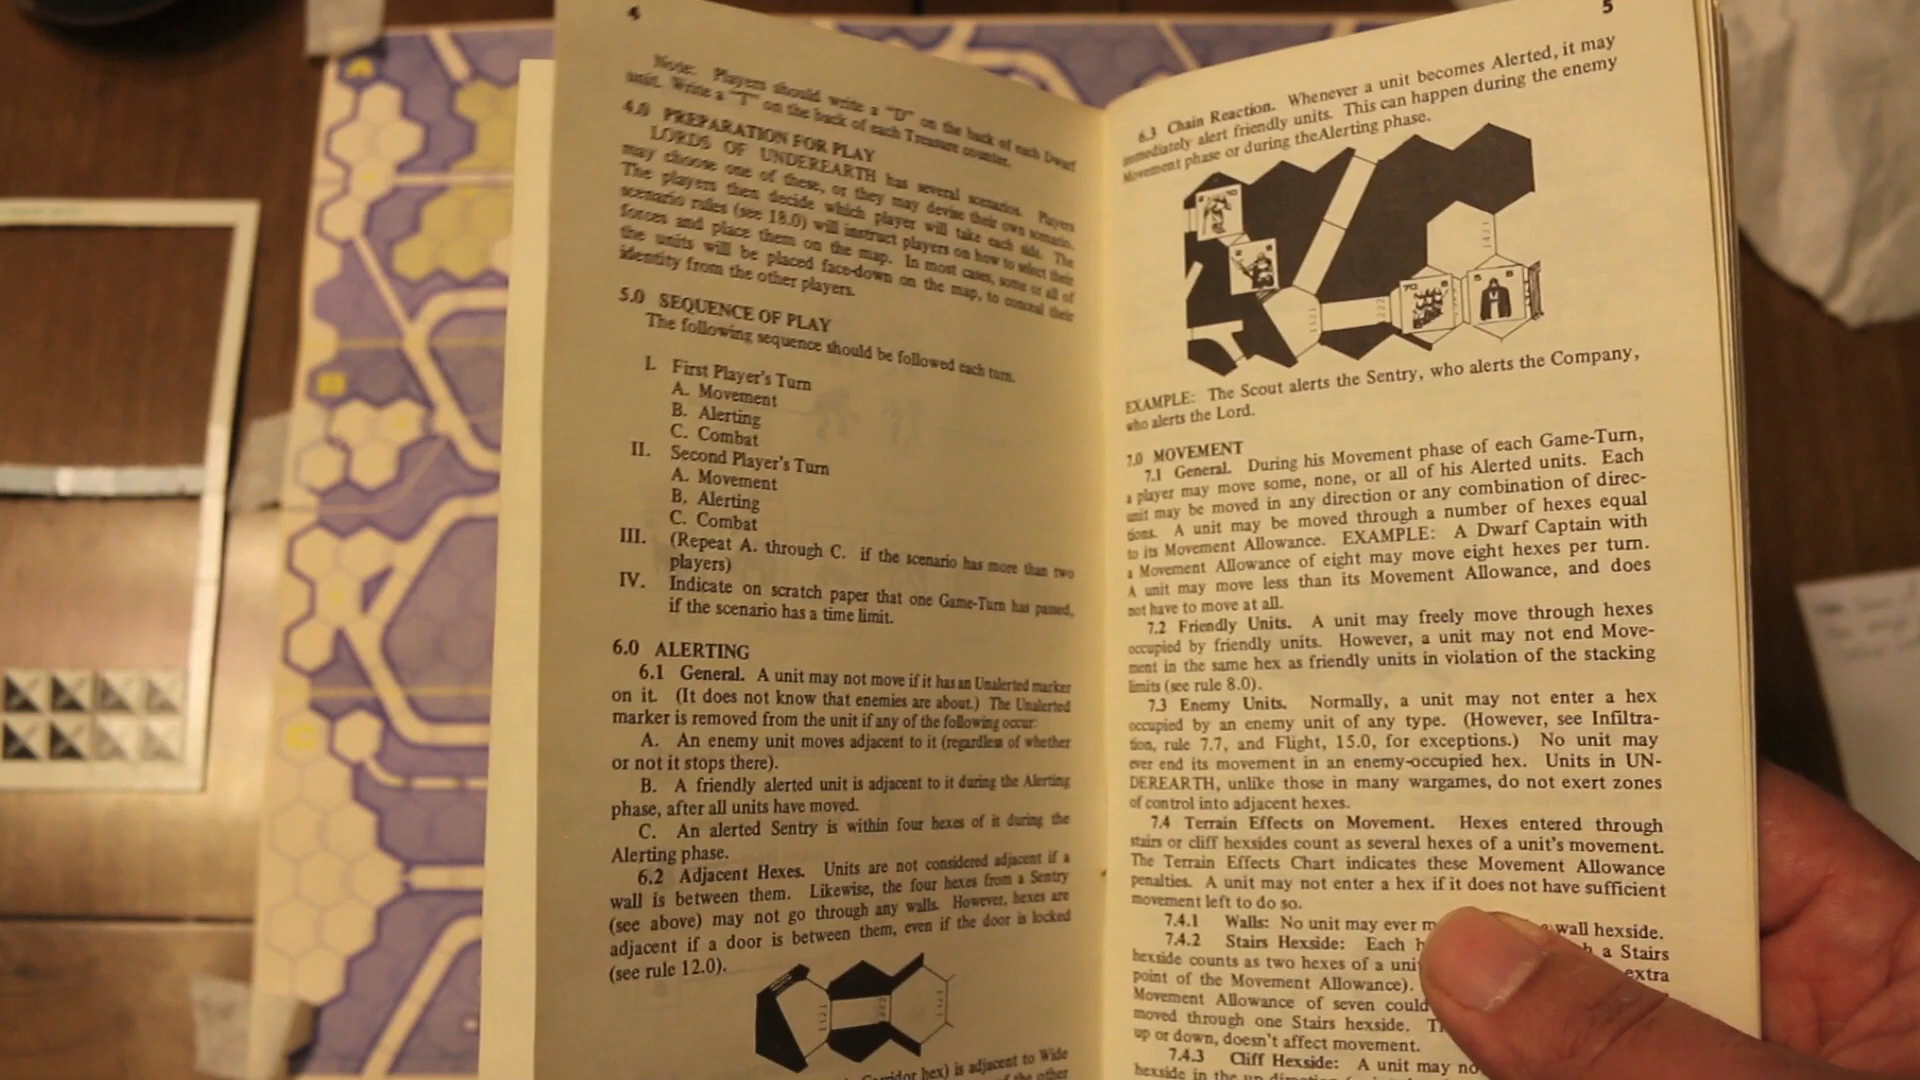 4
Note: Players should write a "D" on the back of each Dwarf
unit. Write a "T" on the back of each Treasure counter.
4.0 PREPARATION FOR PLAY
LORDS OF UNDEREARTH has several scenarios. Players
may choose one of these, or they may devise their own scenario.
The players then decide which player will take each side. The
scenario rules (see 18.0) will instruct players on how to select their
forces and place them on the map. In most cases, some or all of
the units will be placed face-down on the map, to conceal their
identity from the other players.
5.0 SEQUENCE OF PLAY
The following sequence should be followed each turn.
I. First Player's Turn
A. Movement
B. Alerting
C. Combat
II. Second Player's Turn
A. Movement
B. Alerting
C. Combat
III. (Repeat A. through C. if the scenario has more than two
players)
IV. Indicate on scratch paper that one Game-Turn has passed,
if the scenario has a time limit.
6.0 ALERTING
6.1 General. A unit may not move if it has an Unalerted marker
on it. (It does not know that enemies are about.) The Unalerted
marker is removed from the unit if any of the following occur:
A. An enemy unit moves adjacent to it (regardless of whether
or not it stops there).
B. A friendly alerted unit is adjacent to it during the Alerting
phase, after all units have moved.
C. An alerted Sentry is within four hexes of it during the
Alerting phase.
6.2 Adjacent Hexes. Units are not considered adjacent if a
wall is between them. Likewise, the four hexes from a Sentry
(see above) may not go through any walls. However, hexes are
adjacent if a door is between them, even if the door is locked
(see rule 12.0).
1121
222
1121
hex) is adjacent to Wide
of the other
5
6.3 Chain Reaction. Whenever a unit becomes Alerted, it may
immediately alert friendly units. This can happen during the enemy
Movement phase or during theAlerting phase.
1421
1121
222
EXAMPLE: The Scout alerts the Sentry, who alerts the Company,
who alerts the Lord.
7.0 MOVEMENT
7.1 General. During his Movement phase of each Game-Turn,
a player may move some, none, or all of his Alerted units. Each
unit may be moved in any direction or any combination of direc-
tions. A unit may be moved through a number of hexes equal
to its Movement Allowance. EXAMPLE: A Dwarf Captain with
a Movement Allowance of eight may move eight hexes per turn.
A unit may move less than its Movement Allowance, and does
not have to move at all.
7.2 Friendly Units. A unit may freely move through hexes
occupied by friendly units. However, a unit may not end Move-
ment in the same hex as friendly units in violation of the stacking
limits (see rule 8.0).
7.3 Enemy Units. Normally, a unit may not enter a hex
occupied by an enemy unit of any type. (However, see Infiltra-
tion, rule 7.7, and Flight, 15.0, for exceptions.) No unit may
ever end its movement in an enemy-occupied hex. Units in UN-
DEREARTH, unlike those in many wargames, do not exert zones
of control into adjacent hexes.
7.4 Terrain Effects on Movement. Hexes entered through
stairs or cliff hexsides count as several hexes of a unit's movement.
The Terrain Effects Chart indicates these Movement Allowance
penalties. A unit may not enter a hex if it does not have sufficient
movement left to do so.
7.4.1 Walls: No unit may ever m wall hexside.
7.4.2 Stairs Hexside: Each h a Stairs
hexside counts as two hexes of a uni extra
point of the Movement Allowance).
Movement Allowance of seven could
moved through one Stairs hexside. T
up or down, doesn't affect movement.
7.4.3 Cliff Hexside: A unit may no
hexside in the up
A
B
C